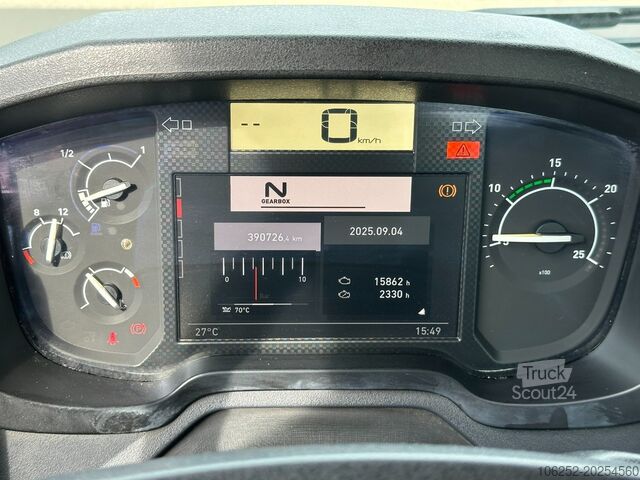 -- 0 km/h
1/2 1
8 12
N
GEARBOX
390726.4 km
2025.09.04
0 10
70°C
15862 h
2330 h
27°C
15:49
5 10 15 20 25
x100
Truck
Scout24
106252-20254560